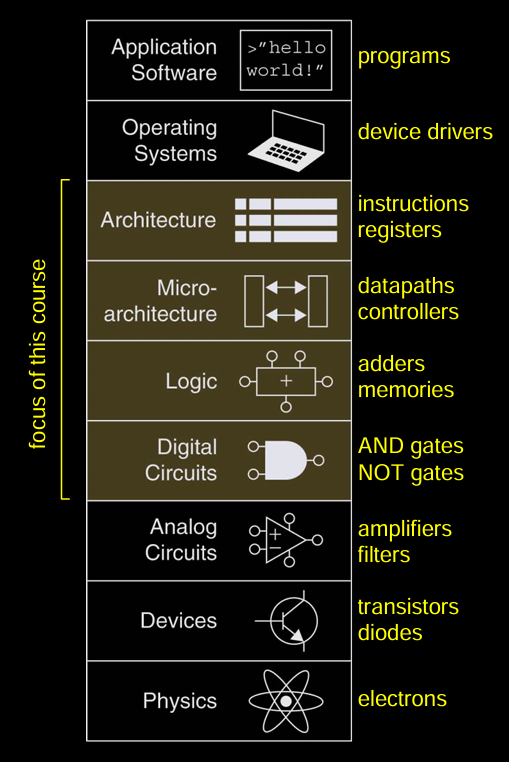 Application
Software
>"hello
world!"
programs
Operating
Systems
device drivers
focus of this course
Architecture
instructions
registers
Micro-
architecture
datapaths
controllers
Logic
+
adders
memories
Digital
Circuits
AND gates
NOT gates
Analog
Circuits
+
−
amplifiers
filters
Devices
transistors
diodes
Physics
electrons